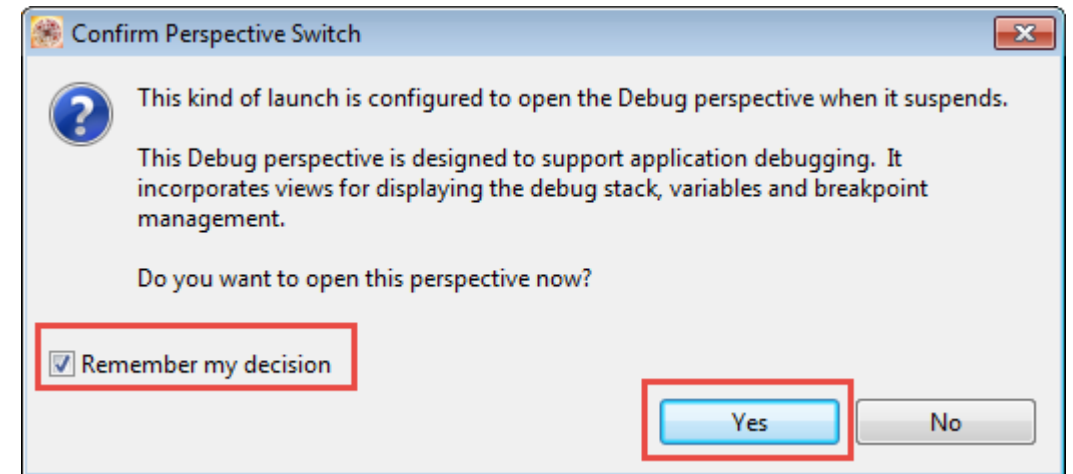 Confirm Perspective Switch
This kind of launch is configured to open the Debug perspective when it suspends.
This Debug perspective is designed to support application debugging.  It
incorporates views for displaying the debug stack, variables and breakpoint
management.
Do you want to open this perspective now?
Remember my decision
Yes
No